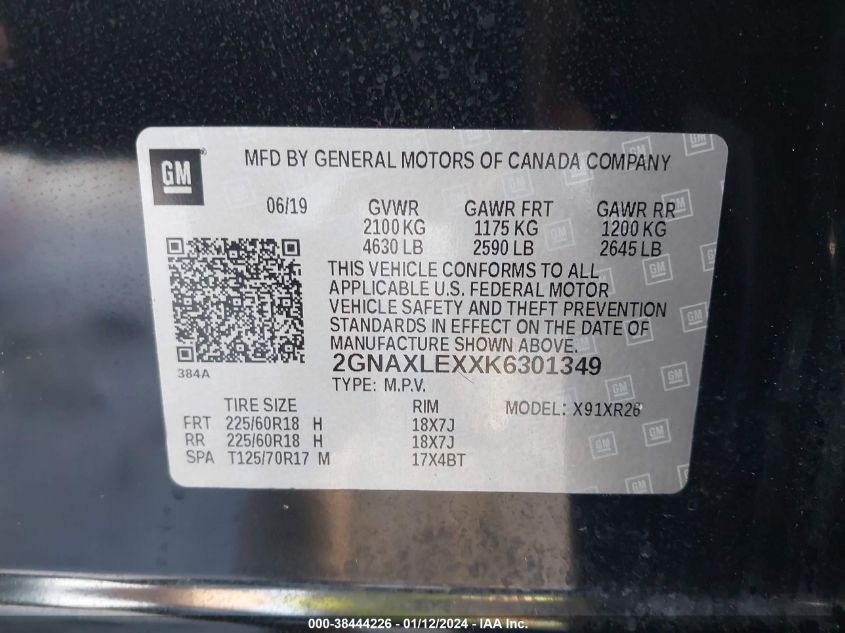 GM
MFD BY GENERAL MOTORS OF CANADA COMPANY
06/19 GVWR GAWR FRT GAWR RR
2100 KG 1175 KG 1200 KG
4630 LB 2590 LB 2645 LB
THIS VEHICLE CONFORMS TO ALL
APPLICABLE U.S. FEDERAL MOTOR
VEHICLE SAFETY AND THEFT PREVENTION
STANDARDS IN EFFECT ON THE DATE OF
MANUFACTURE SHOWN ABOVE.
384A
2GNAXLEXXK6301349
TYPE: M.P.V.
TIRE SIZE RIM MODEL: X91XR26
FRT 225/60R18 H 18X7J
RR 225/60R18 H 18X7J
SPA T125/70R17 M 17X4BT
000-38444226 - 01/12/2024 - IAA, Inc.